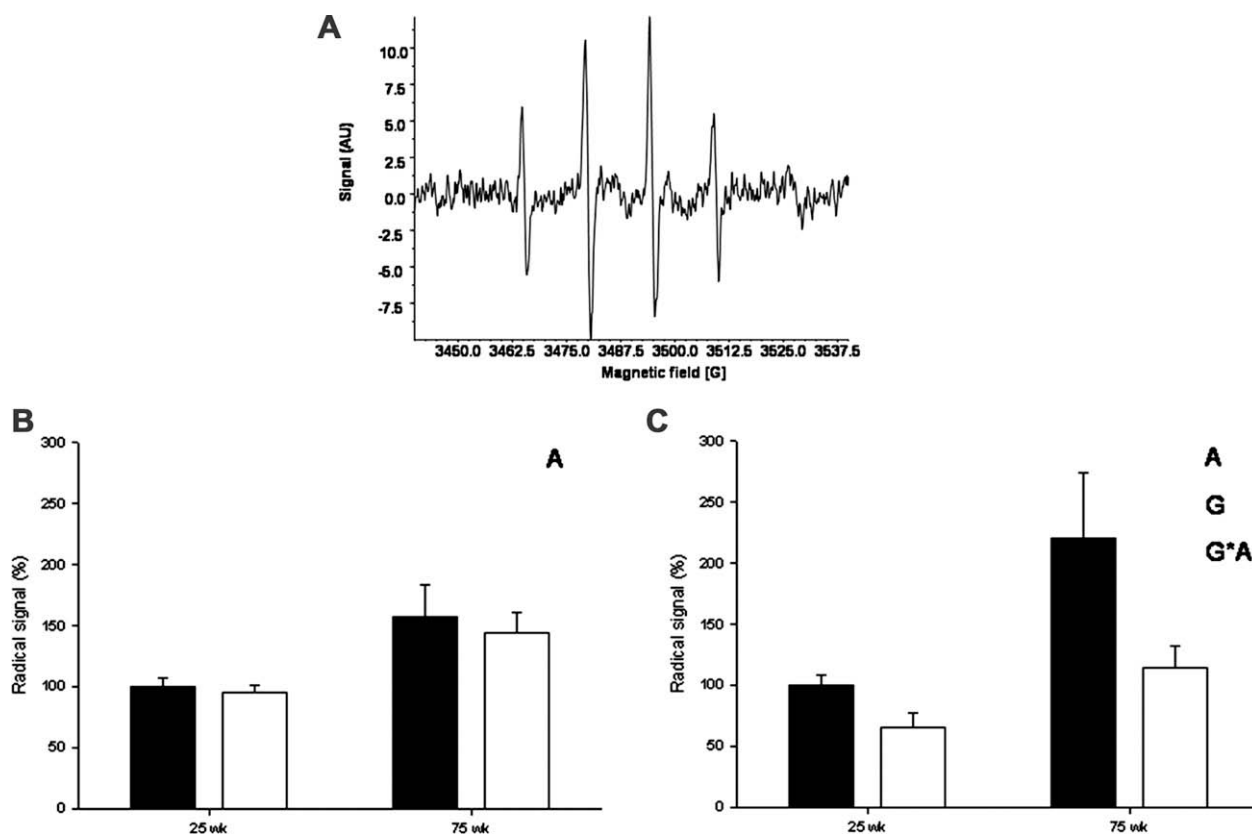 A
Signal [AU]
10.0
7.5
5.0
2.5
0.0
-2.5
-5.0
-7.5
3450.0 3462.5 3475.0 3487.5 3500.0 3512.5 3525.0 3537.5
Magnetic field [G]
B
Radical signal (%)
300
250
200
150
100
50
0
A
25 wk
75 wk
C
Radical signal (%)
300
250
200
150
100
50
0
A
G
G*A
25 wk
75 wk